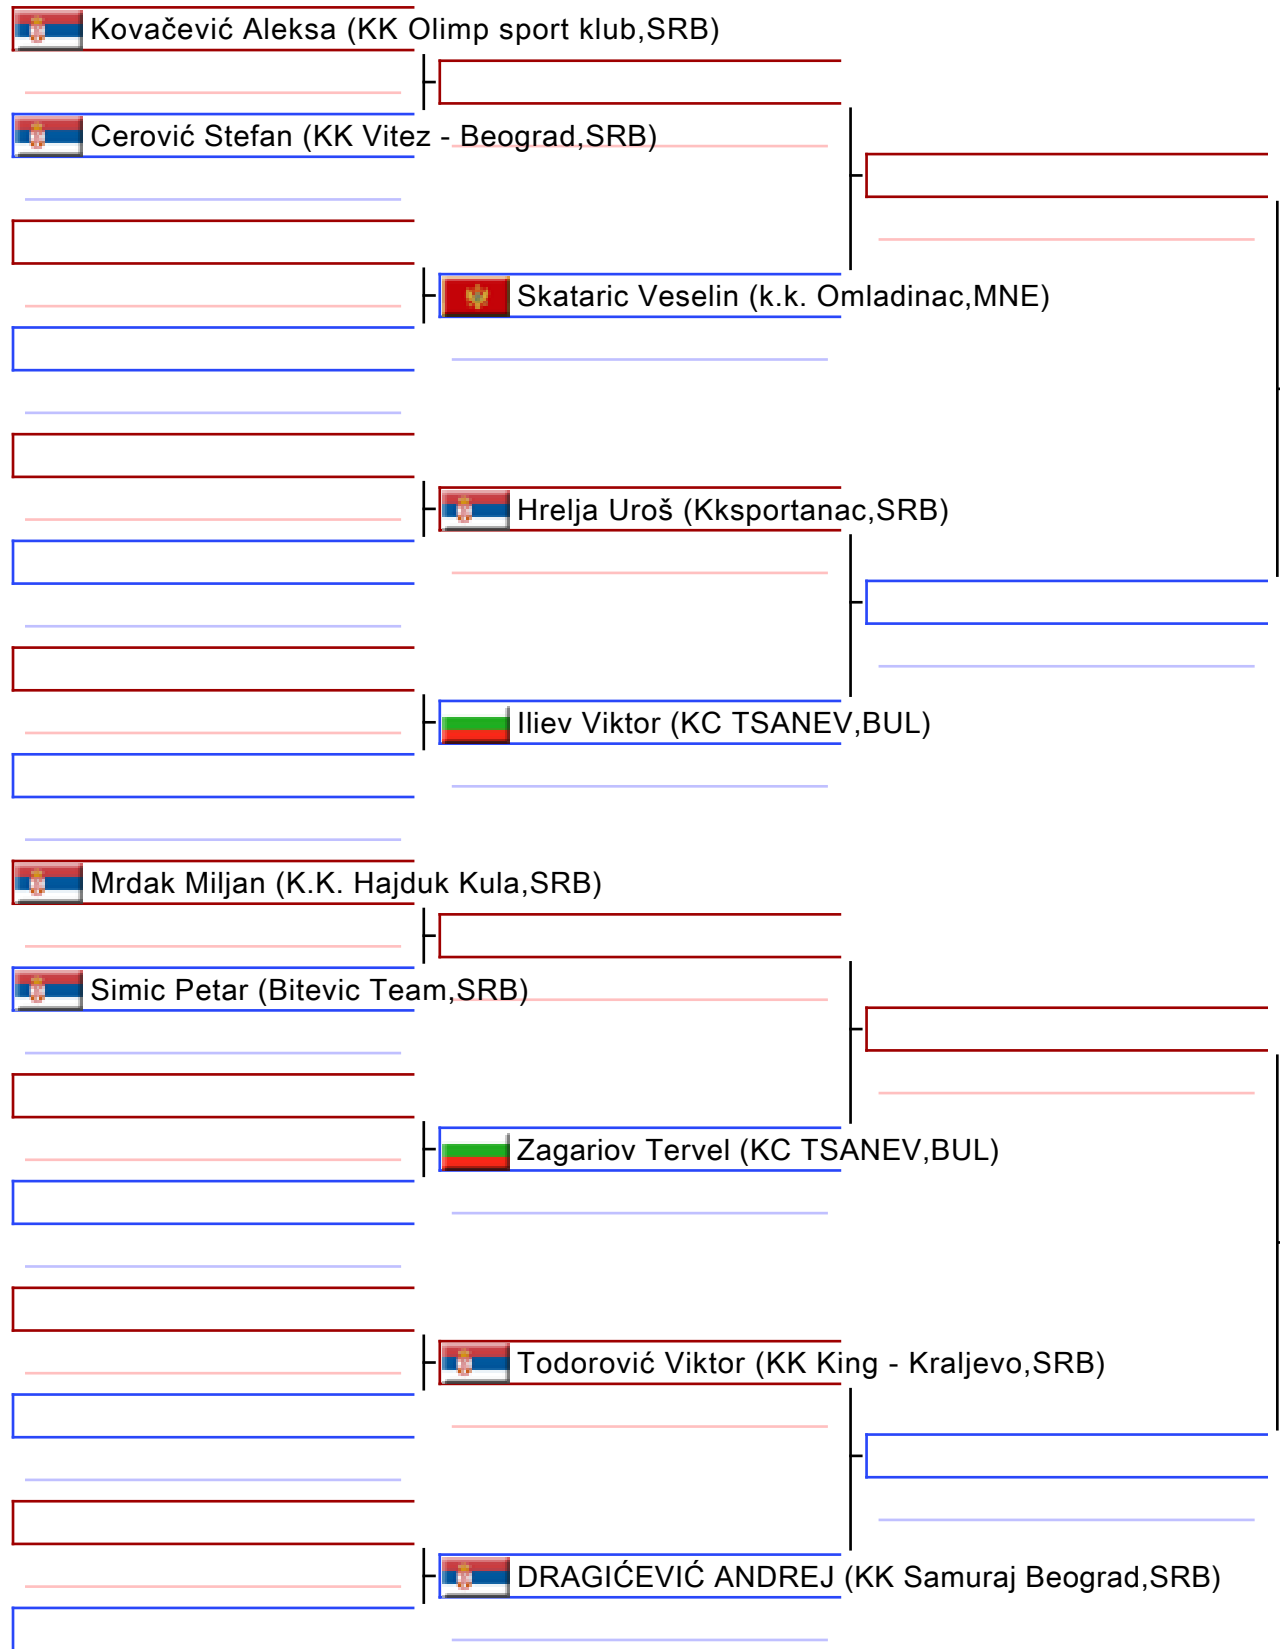 Kovačević Aleksa (KK Olimp sport klub,SRB)
Cerović Stefan (KK Vitez - Beograd,SRB)
Skataric Veselin (k.k. Omladinac,MNE)
Hrelja Uroš (Kksportanac,SRB)
Iliev Viktor (KC TSANEV,BUL)
Mrdak Miljan (K.K. Hajduk Kula,SRB)
Simic Petar (Bitevic Team,SRB)
Zagariov Tervel (KC TSANEV,BUL)
Todorović Viktor (KK King - Kraljevo,SRB)
DRAGIĆEVIĆ ANDREJ (KK Samuraj Beograd,SRB)